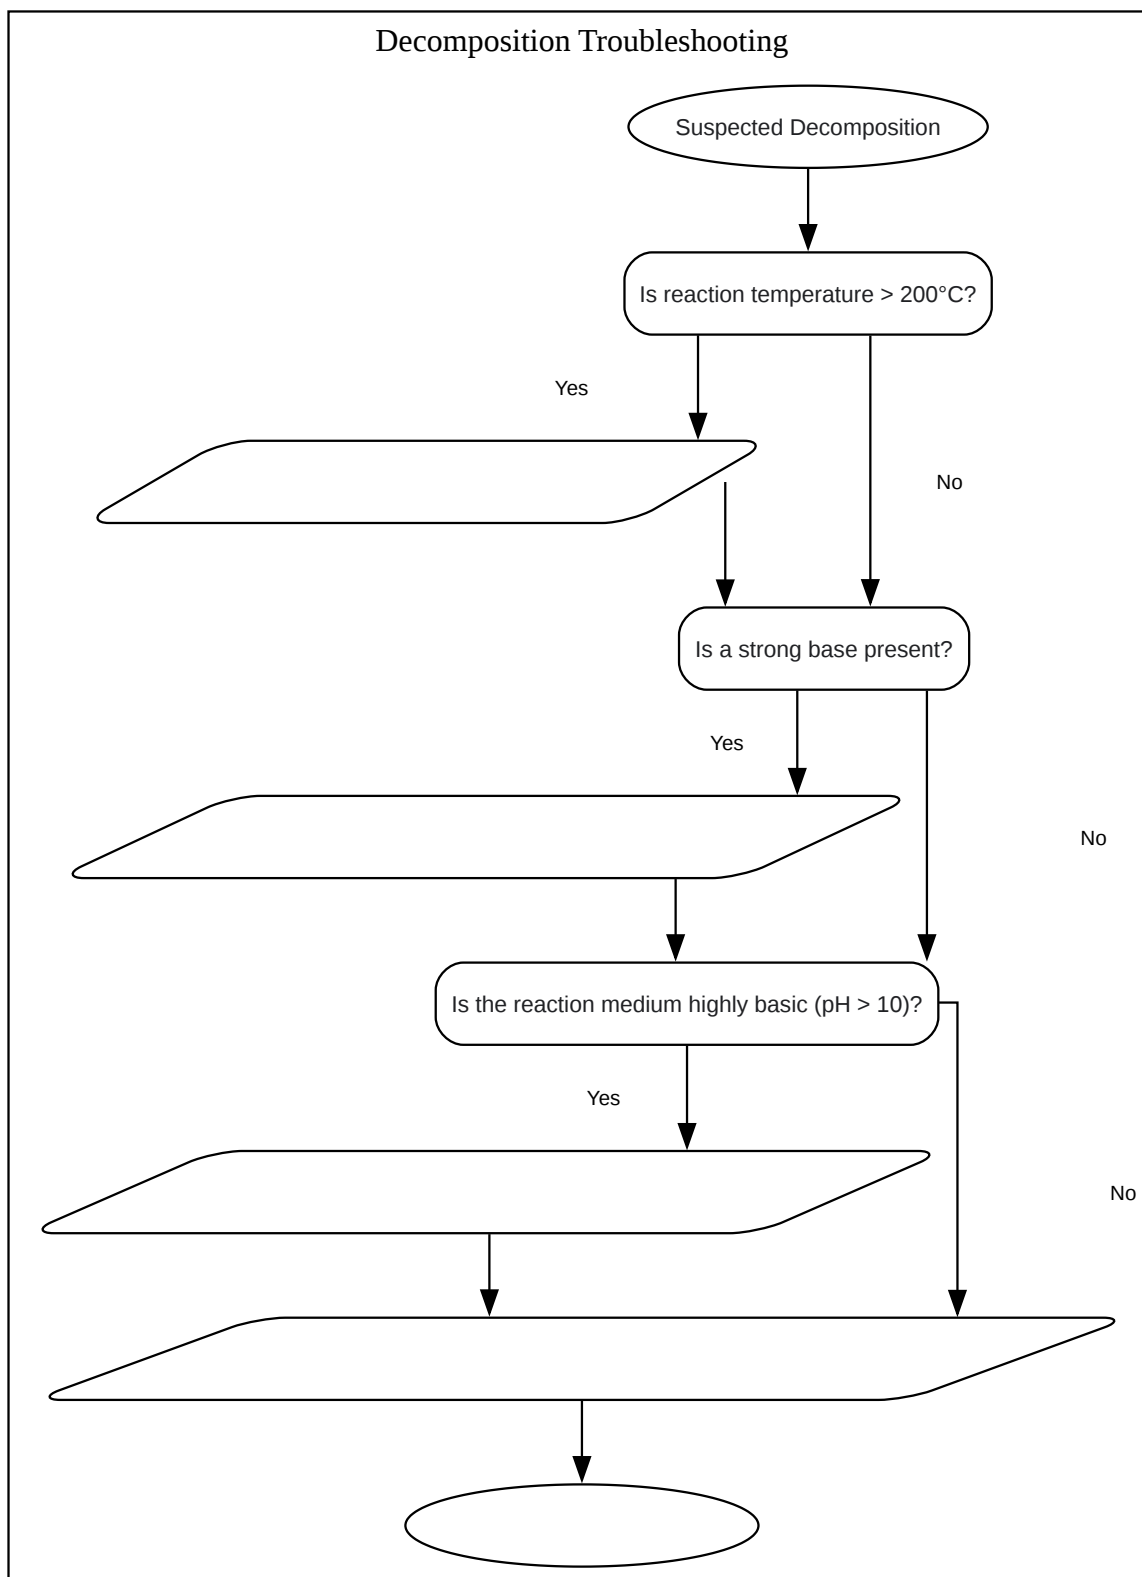 Decomposition Troubleshooting
Suspected Decomposition
Is reaction temperature > 200°C?
Yes
No
Is a strong base present?
Yes
No
Is the reaction medium highly basic (pH > 10)?
Yes
No